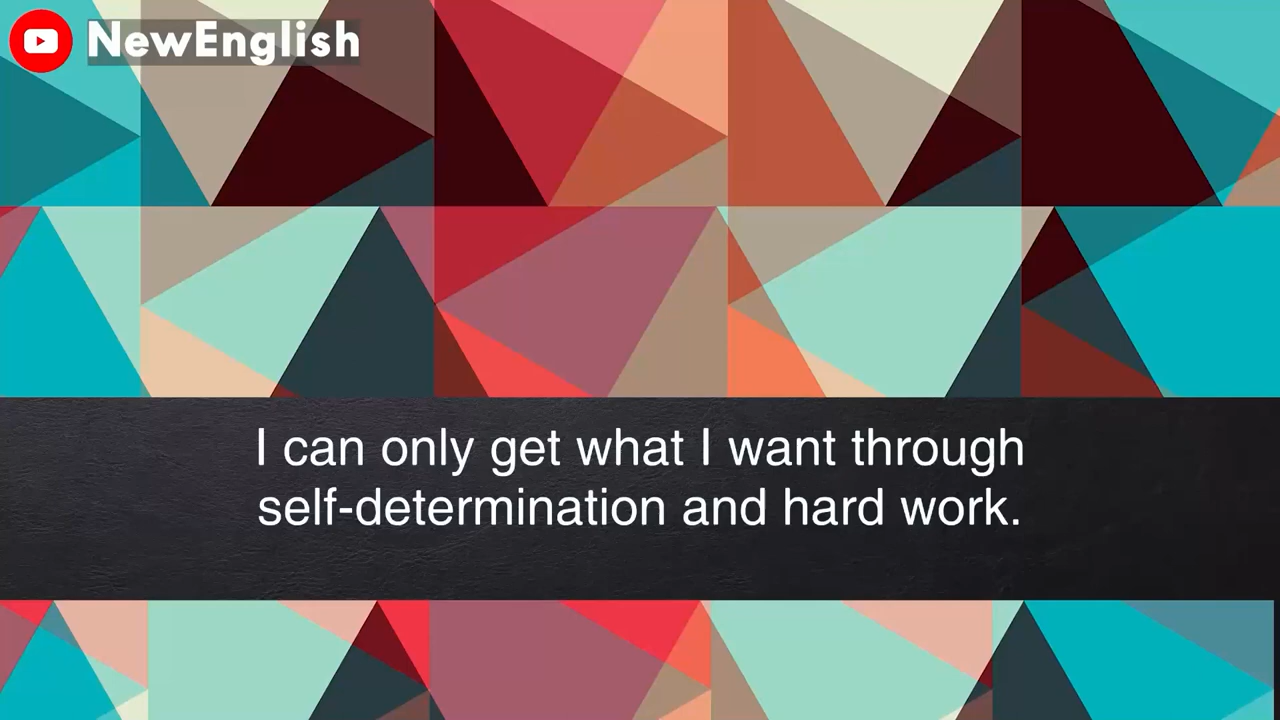 NewEnglish
I can only get what I want through
self-determination and hard work.